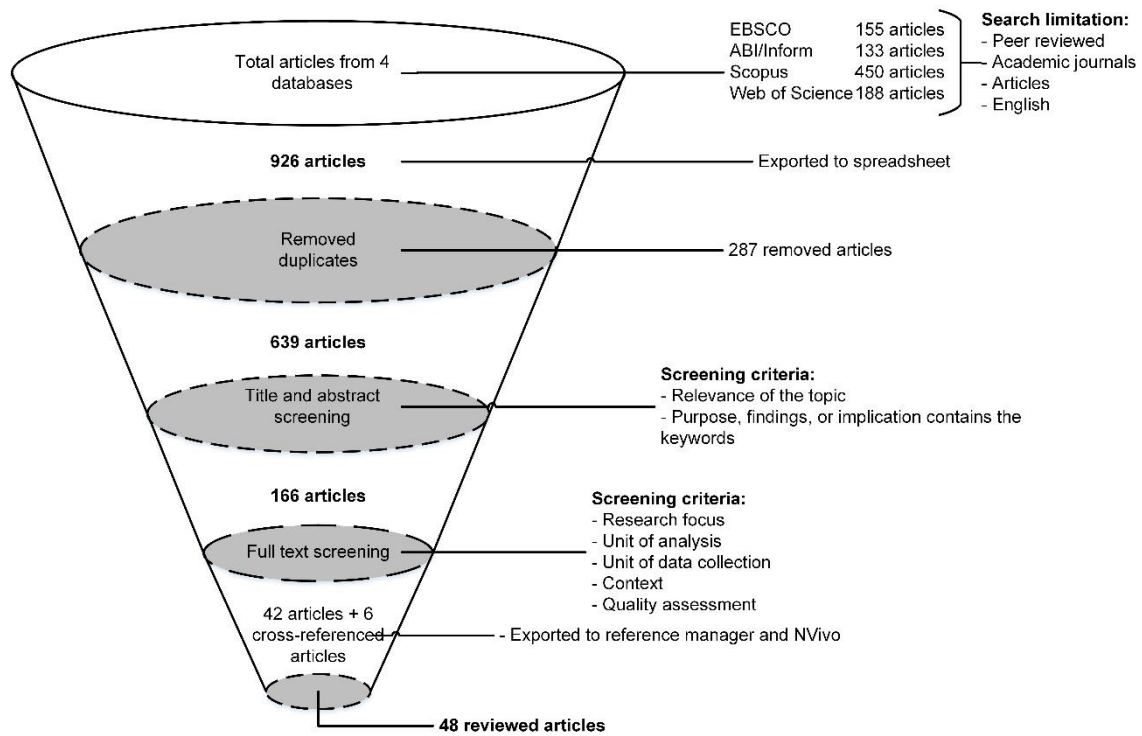 Total articles from 4
databases
EBSCO 155 articles
ABI/Inform 133 articles
Scopus 450 articles
Web of Science 188 articles
Search limitation:
- Peer reviewed
- Academic journals
- Articles
- English
926 articles
Exported to spreadsheet
Removed
duplicates
287 removed articles
639 articles
Title and abstract
screening
Screening criteria:
- Relevance of the topic
- Purpose, findings, or implication contains the
keywords
166 articles
Full text screening
Screening criteria:
- Research focus
- Unit of analysis
- Unit of data collection
- Context
- Quality assessment
42 articles + 6
cross-referenced
articles
- Exported to reference manager and NVivo
48 reviewed articles